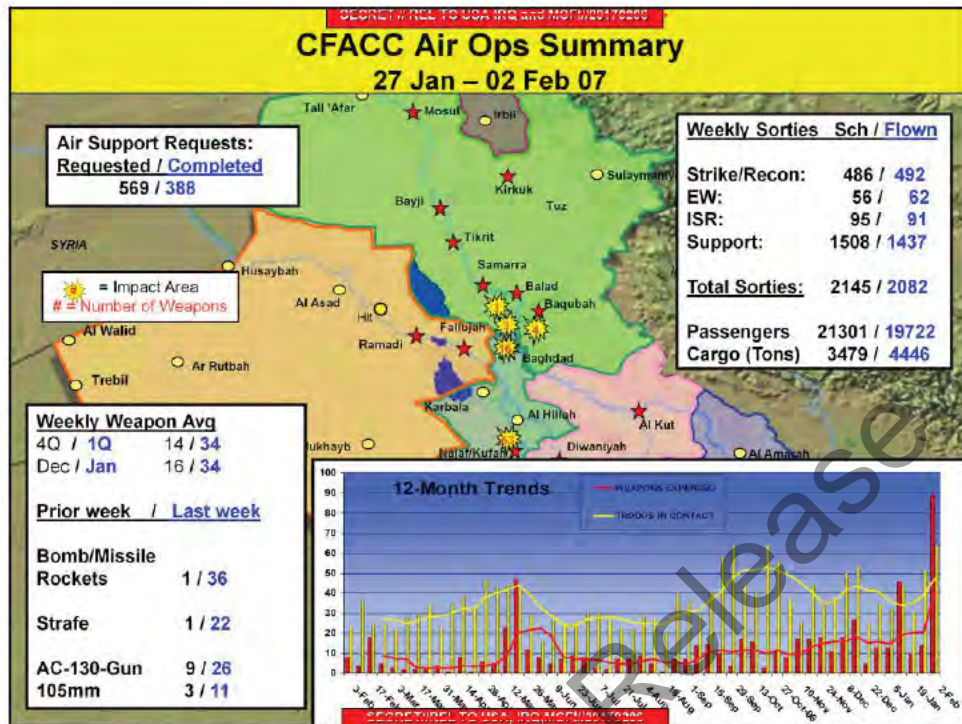 SECRET//REL TO USA IRQ and MCFI//20170206
CFACC Air Ops Summary
27 Jan – 02 Feb 07
Air Support Requests:
Requested / Completed
569 / 388
Weekly Sorties Sch / Flown
Strike/Recon: 486 / 492
EW: 56 / 62
ISR: 95 / 91
Support: 1508 / 1437
Total Sorties: 2145 / 2082
Passengers 21301 / 19722
Cargo (Tons) 3479 / 4446
Tall 'Afar
Mosul
Irbil
Kirkuk
Sulaymaniy
Bayji
Tuz
SYRIA
Tikrit
Husaybah
Samarra
# = Impact Area
# = Number of Weapons
Al Asad
Balad
Hit
Baqubah
Al Walid
Fallujah
Ramadi
Ar Rutbah
Baghdad
Trebil
Karbala
Al Hillah
Al Kut
ukhayb
Najaf/Kufah
Diwaniyah
Al Amarah
Weekly Weapon Avg
4Q / 1Q 14 / 34
Dec / Jan 16 / 34
Prior week / Last week
Bomb/Missile
Rockets 1 / 36
Strafe 1 / 22
AC-130-Gun 9 / 26
105mm 3 / 11
12-Month Trends
WEAPONS EXPENDED
TROOPS IN CONTACT
100
90
80
70
60
50
40
30
20
10
0
3-Feb
17-Feb
3-Mar
17-Mar
31-Mar
14-Apr
12-May
26-May
9-Jun
1-Sep
15-Sep
29-Sep
13-Oct
27-Oct-06
10-Nov
24-Nov
8-Dec
22-Dec
5-Jan
19-Jan
2-Feb
Release